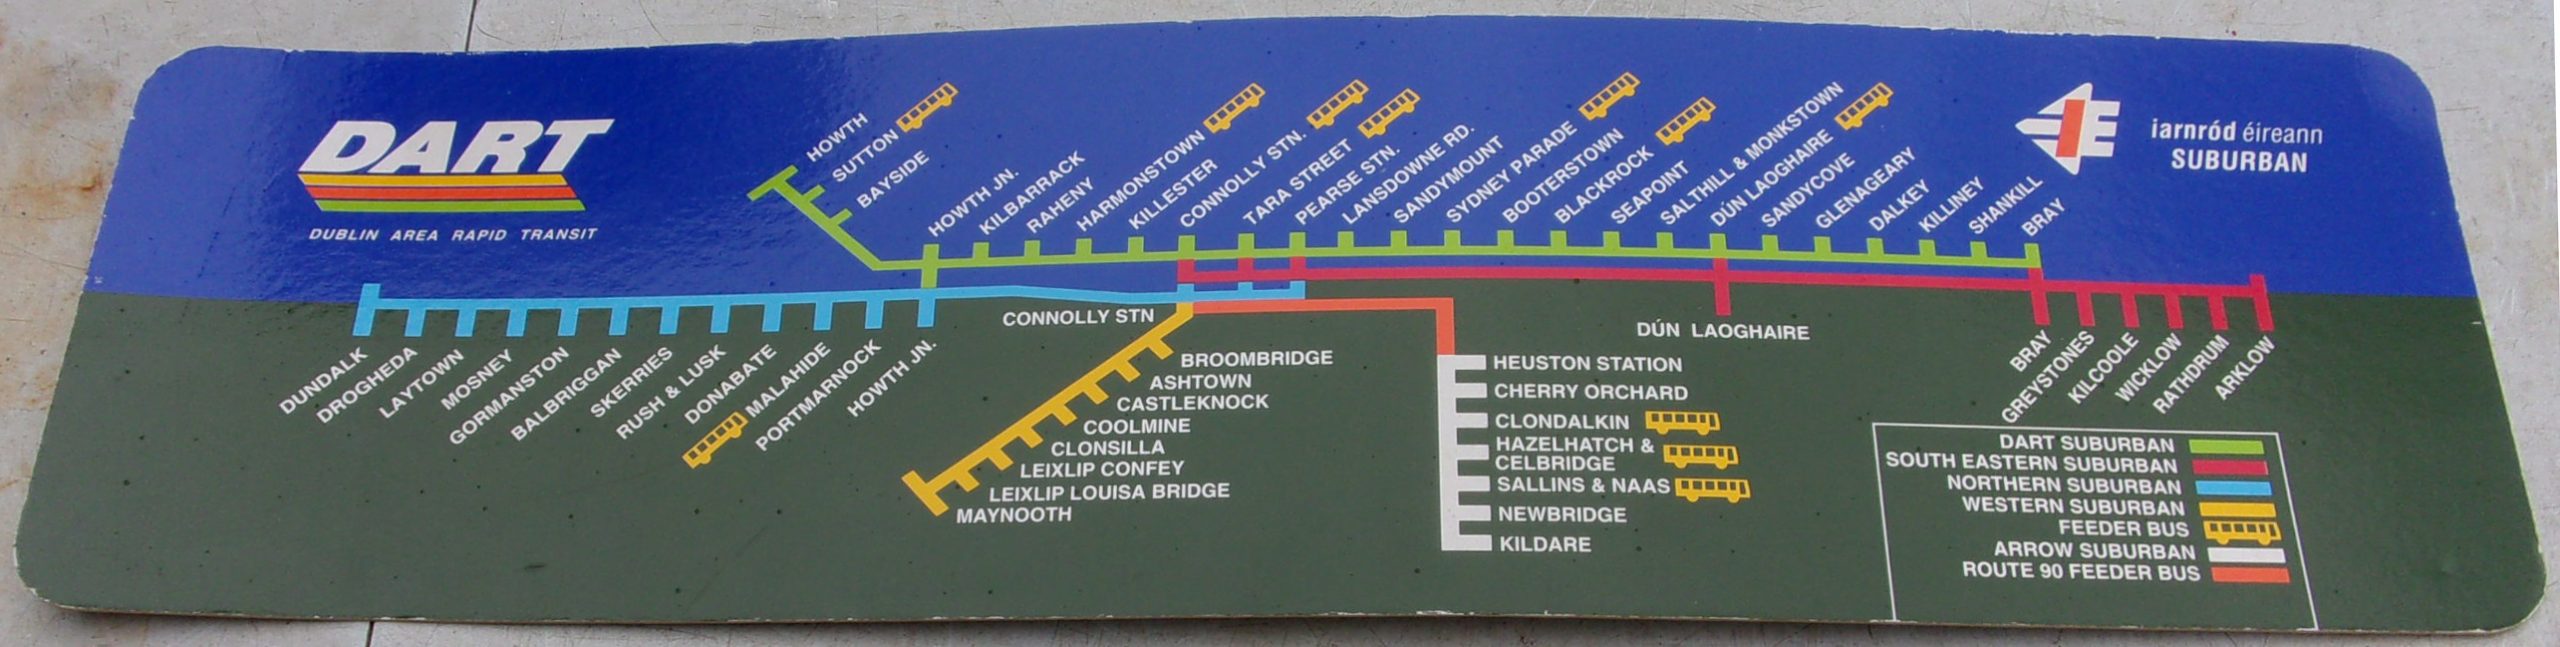 DART
DUBLIN AREA RAPID TRANSIT
iarnród éireann
SUBURBAN
HOWTH
SUTTON
BAYSIDE
HOWTH JN.
KILBARRACK
RAHENY
HARMONSTOWN
KILLESTER
CONNOLLY STN.
TARA STREET
PEARSE STN.
LANSDOWNE RD.
SANDYMOUNT
SYDNEY PARADE
BOOTERSTOWN
BLACKROCK
SEAPOINT
SALTHILL & MONKSTOWN
DÚN LAOGHAIRE
SANDYCOVE
GLENAGEARY
DALKEY
KILLINEY
SHANKILL
BRAY
DUNDALK
DROGHEDA
LAYTOWN
MOSNEY
GORMANSTON
BALBRIGGAN
SKERRIES
RUSH & LUSK
DONABATE
MALAHIDE
PORTMARNOCK
HOWTH JN.
CONNOLLY STN
BROOMBRIDGE
ASHTOWN
CASTLEKNOCK
COOLMINE
CLONSILLA
LEIXLIP CONFEY
LEIXLIP LOUISA BRIDGE
MAYNOOTH
HEUSTON STATION
CHERRY ORCHARD
CLONDALKIN
HAZELHATCH &
CELBRIDGE
SALLINS & NAAS
NEWBRIDGE
KILDARE
DÚN LAOGHAIRE
BRAY
GREYSTONES
KILCOOLE
WICKLOW
RATHDRUM
ARKLOW
DART SUBURBAN
SOUTH EASTERN SUBURBAN
NORTHERN SUBURBAN
WESTERN SUBURBAN
FEEDER BUS
ARROW SUBURBAN
ROUTE 90 FEEDER BUS